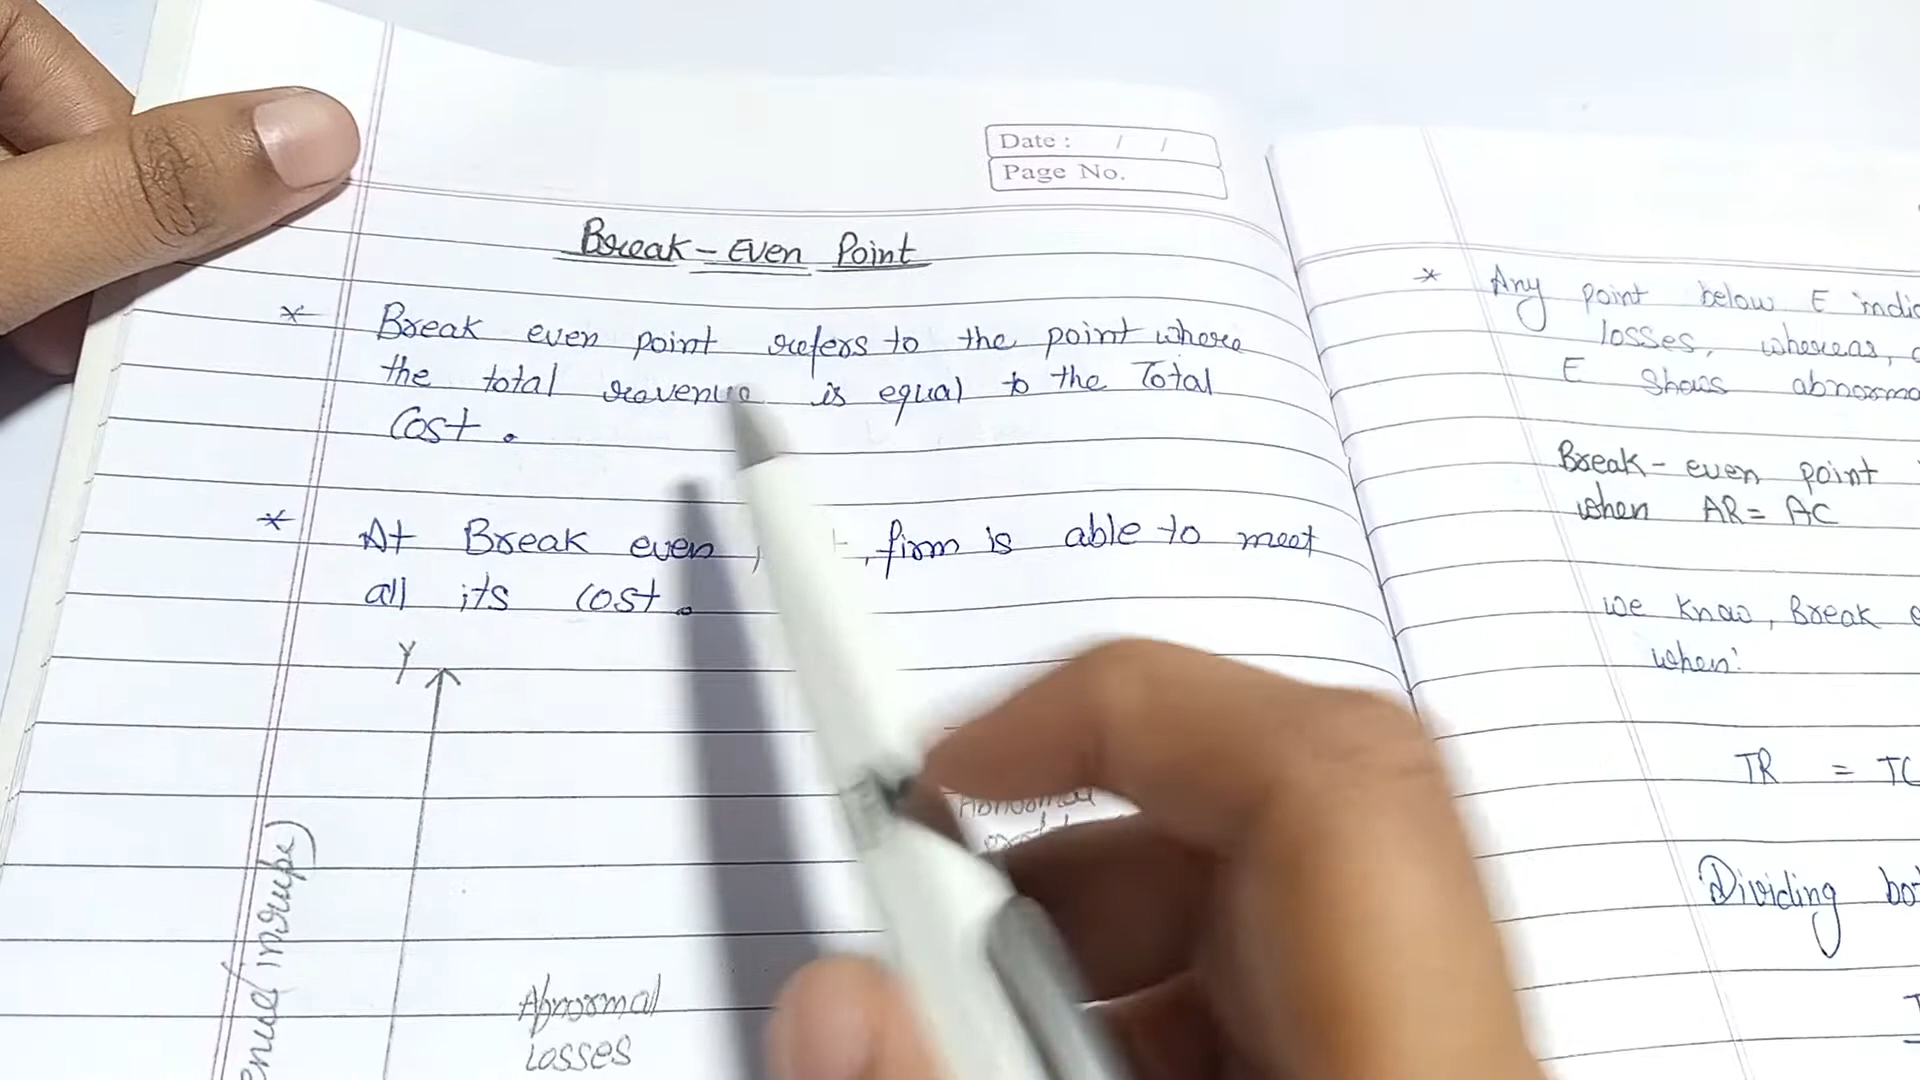 Date : / /
Page No.
Break - Even Point
* Break even point refers to the point where
the total revenue is equal to the Total
Cost.
* At Break even , firm is able to meet
all its cost.
Y
Abnormal
Abnormal
Losses
* Any point below E
losses, whereas,
E shows
Break - even point
when AR = AC
we know, Break
when:
TR = TC
Dividing